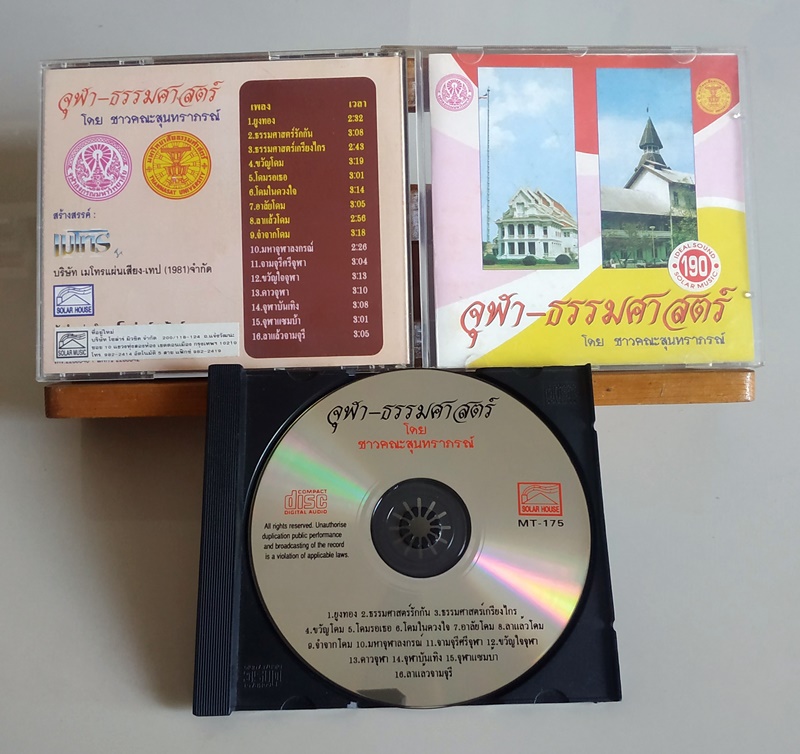 จุฬา-ธรรมศาสตร์
โดย ชาวคณะสุนทราภรณ์
สร้างสรรค์ :
เมโทร
บริษัท เมโทรแผ่นเสียง-เทป (1981)จำกัด
SOLAR HOUSE
SOLAR MUSIC
เพลง เวลา
1.ยูงทอง 2:32
2.ธรรมศาสตร์รักกัน 3:08
3.ธรรมศาสตร์เกรียงไกร 2:43
4.ขวัญโดม 3:19
5.โดมรอเธอ 3:01
6.โดมในดวงใจ 3:14
7.อาลัยโดม 3:05
8.ลาแล้วโดม 2:56
9.จำจากโดม 3:18
10.มหาจุฬาลงกรณ์ 2:26
11.จามจุรีศรีจุฬา 3:04
12.ขวัญใจจุฬา 3:13
13.ดาวจุฬา 3:10
14.จุฬาบันเทิง 3:08
15.จุฬาแซมบ้า 3:01
16.ลาแล้วจามจุรี 3:05
IDEAL SOUND
190
SOLAR MUSIC
จุฬา-ธรรมศาสตร์
โดย ชาวคณะสุนทราภรณ์
จุฬา-ธรรมศาสตร์
โดย
ชาวคณะสุนทราภรณ์
COMPACT
disc
DIGITAL AUDIO
All rights reserved. Unauthorise
duplication public performance
and broadcasting of the record
is a violation of applicable laws.
SOLAR HOUSE
MT-175
1.ยูงทอง 2.ธรรมศาสตร์รักกัน 3.ธรรมศาสตร์เกรียงไกร
4.ขวัญโดม 5.โดมรอเธอ 6.โดมในดวงใจ 7.อาลัยโดม 8.ลาแล้วโดม
9.จำจากโดม 10.มหาจุฬาลงกรณ์ 11.จามจุรีศรีจุฬา 12.ขวัญใจจุฬา
13.ดาวจุฬา 14.จุฬาบันเทิง 15.จุฬาแซมบ้า
16.ลาแล้วจามจุรี